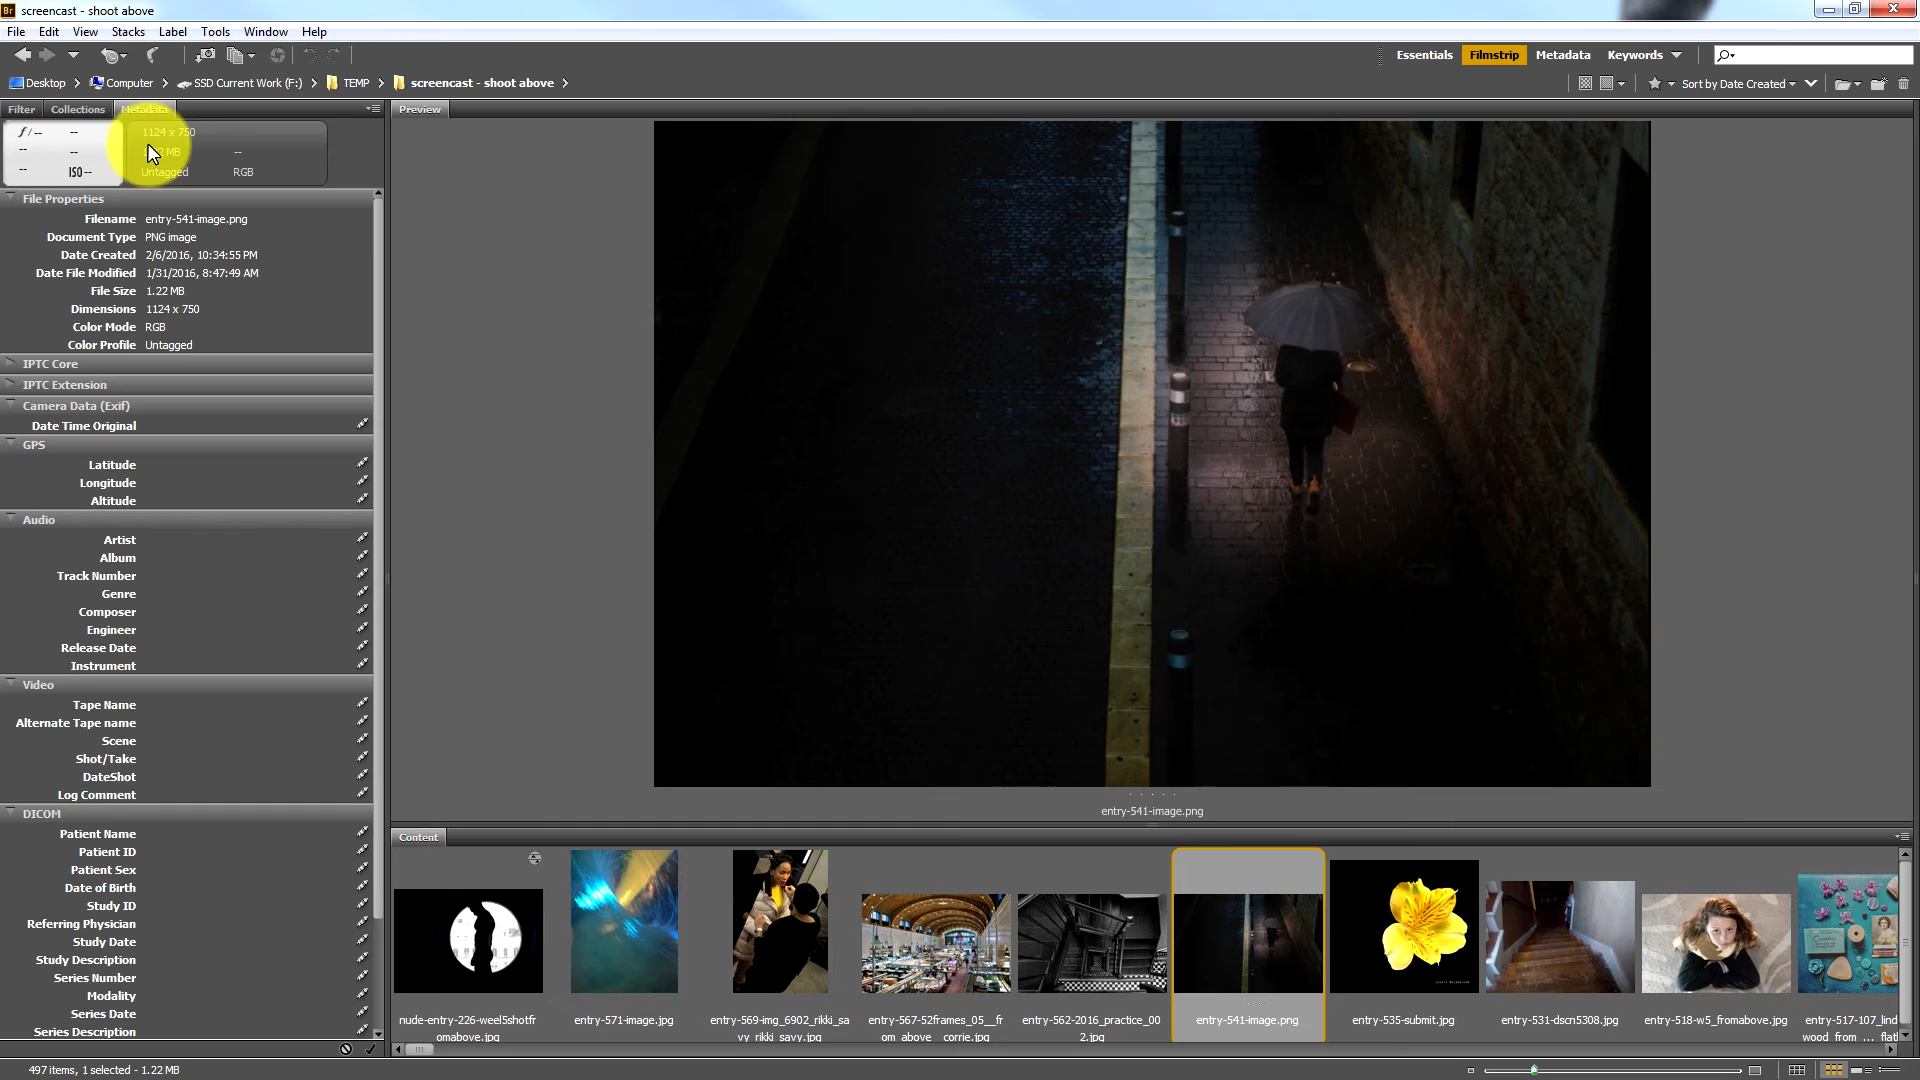 Br screencast - shoot above
File Edit View Stacks Label Tools Window Help
Essentials Filmstrip Metadata Keywords
Desktop Computer SSD Current Work (F:) TEMP screencast - shoot above
Sort by Date Created
Filter Collections Metadata
Preview
f/-- --
1124 x 750
-- --
MB --
-- ISO--
Untagged RGB
File Properties
Filename entry-541-image.png
Document Type PNG image
Date Created 2/6/2016, 10:34:55 PM
Date File Modified 1/31/2016, 8:47:49 AM
File Size 1.22 MB
Dimensions 1124 x 750
Color Mode RGB
Color Profile Untagged
IPTC Core
IPTC Extension
Camera Data (Exif)
Date Time Original
GPS
Latitude
Longitude
Altitude
Audio
Artist
Album
Track Number
Genre
Composer
Engineer
Release Date
Instrument
Video
Tape Name
Alternate Tape name
Scene
Shot/Take
DateShot
Log Comment
DICOM
Patient Name
Patient ID
Patient Sex
Date of Birth
Study ID
Referring Physician
Study Date
Study Description
Series Number
Modality
Series Date
Series Description
entry-541-image.png
Content
nude-entry-226-weel5shotfr
omabove.jpg
entry-571-image.jpg
entry-569-img_6902_rikki_sa
vy_rikki_savy.jpg
entry-567-52frames_05__fr
om_above__corrie.jpg
entry-562-2016_practice_00
2.jpg
entry-541-image.png
entry-535-submit.jpg
entry-531-dscn5308.jpg
entry-518-w5_fromabove.jpg
entry-517-107_lind
wood_from_... flatl
497 items, 1 selected - 1.22 MB